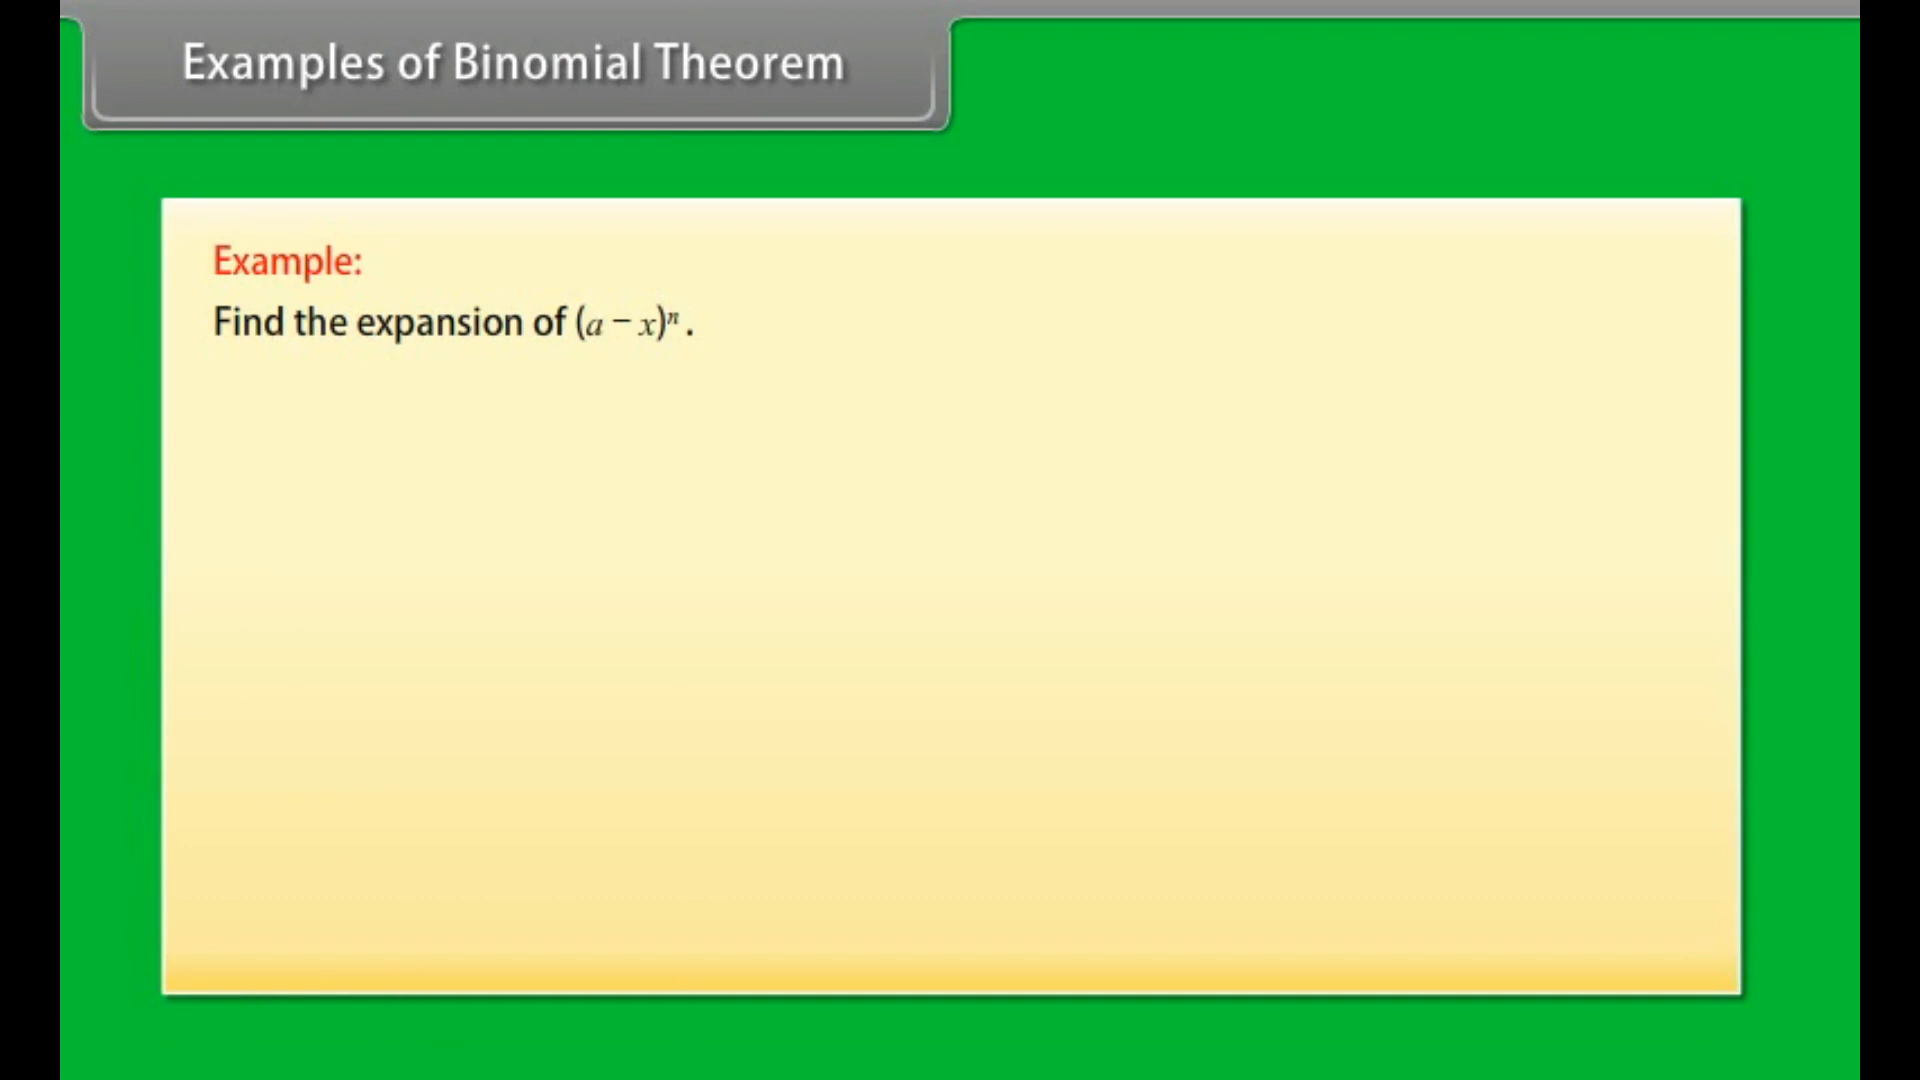 Examples of Binomial Theorem
Example:
Find the expansion of (a − x)ⁿ .